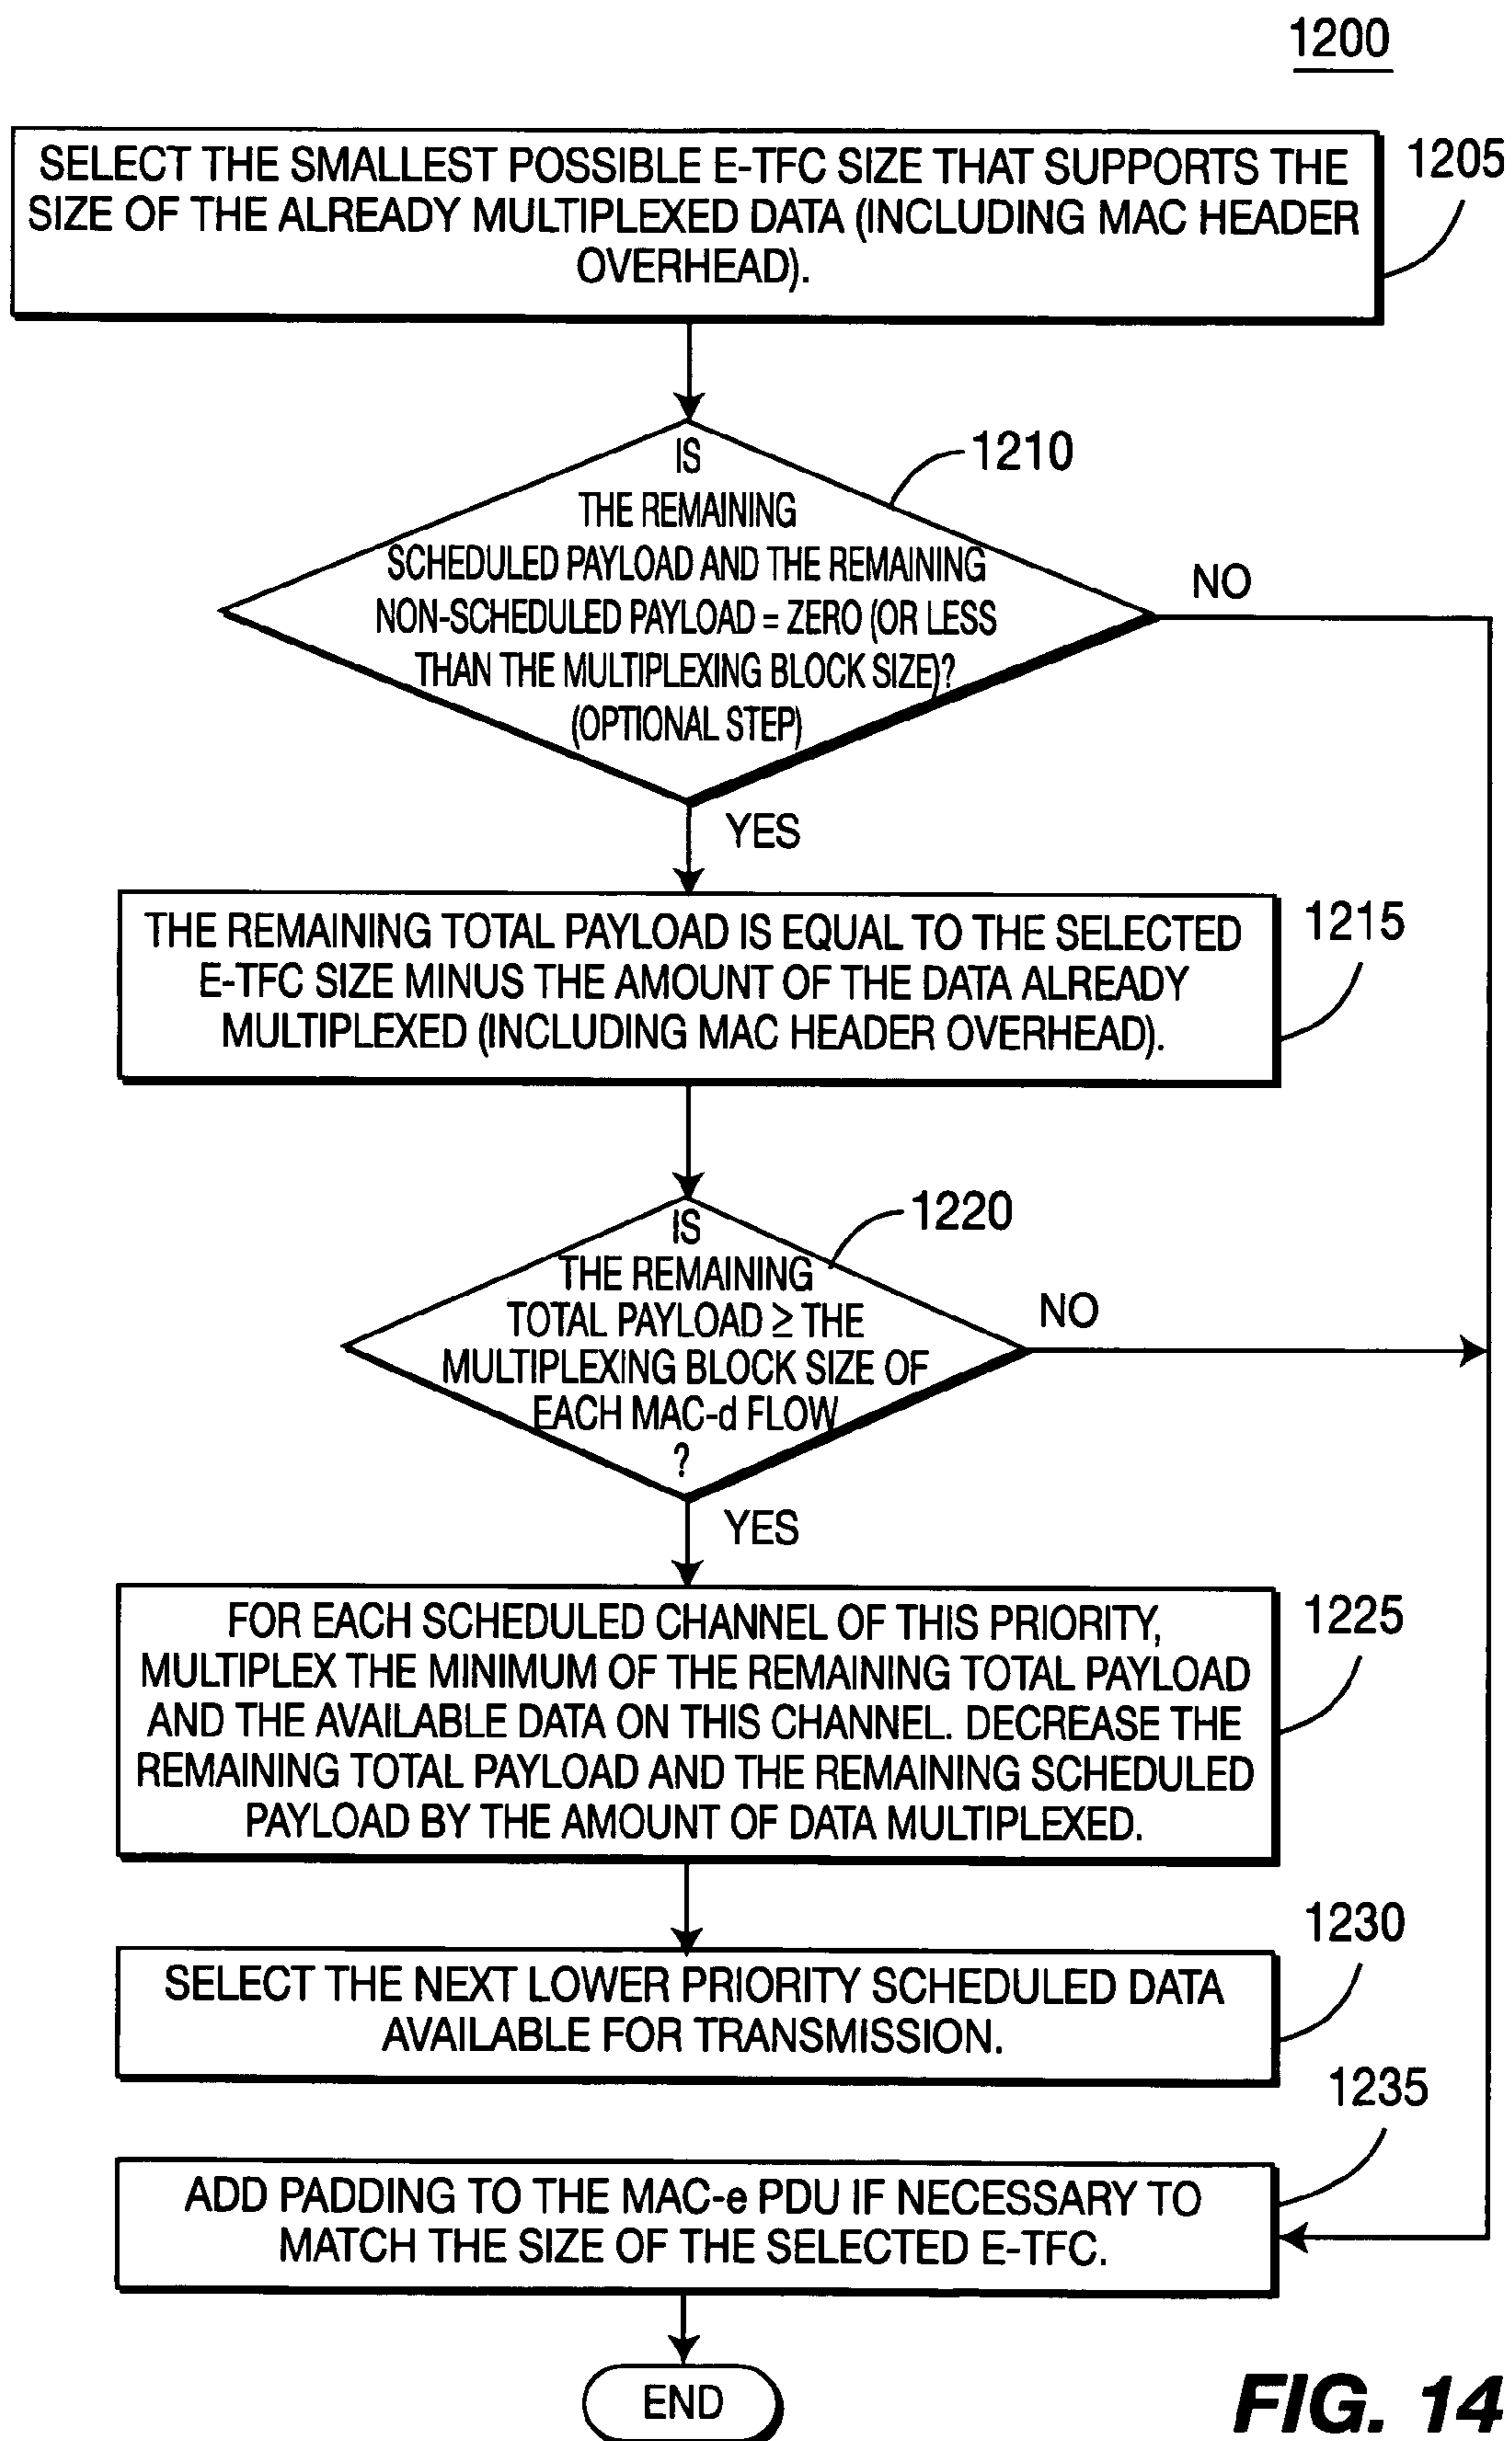 1200
SELECT THE SMALLEST POSSIBLE E-TFC SIZE THAT SUPPORTS THE
SIZE OF THE ALREADY MULTIPLEXED DATA (INCLUDING MAC HEADER
OVERHEAD).
1205
IS
THE REMAINING
SCHEDULED PAYLOAD AND THE REMAINING
NON-SCHEDULED PAYLOAD = ZERO (OR LESS
THAN THE MULTIPLEXING BLOCK SIZE)?
(OPTIONAL STEP)
1210
NO
YES
THE REMAINING TOTAL PAYLOAD IS EQUAL TO THE SELECTED
E-TFC SIZE MINUS THE AMOUNT OF THE DATA ALREADY
MULTIPLEXED (INCLUDING MAC HEADER OVERHEAD).
1215
IS
THE REMAINING
TOTAL PAYLOAD ≥ THE
MULTIPLEXING BLOCK SIZE OF
EACH MAC-d FLOW
?
1220
NO
YES
FOR EACH SCHEDULED CHANNEL OF THIS PRIORITY,
MULTIPLEX THE MINIMUM OF THE REMAINING TOTAL PAYLOAD
AND THE AVAILABLE DATA ON THIS CHANNEL. DECREASE THE
REMAINING TOTAL PAYLOAD AND THE REMAINING SCHEDULED
PAYLOAD BY THE AMOUNT OF DATA MULTIPLEXED.
1225
SELECT THE NEXT LOWER PRIORITY SCHEDULED DATA
AVAILABLE FOR TRANSMISSION.
1230
ADD PADDING TO THE MAC-e PDU IF NECESSARY TO
MATCH THE SIZE OF THE SELECTED E-TFC.
1235
END
FIG. 14